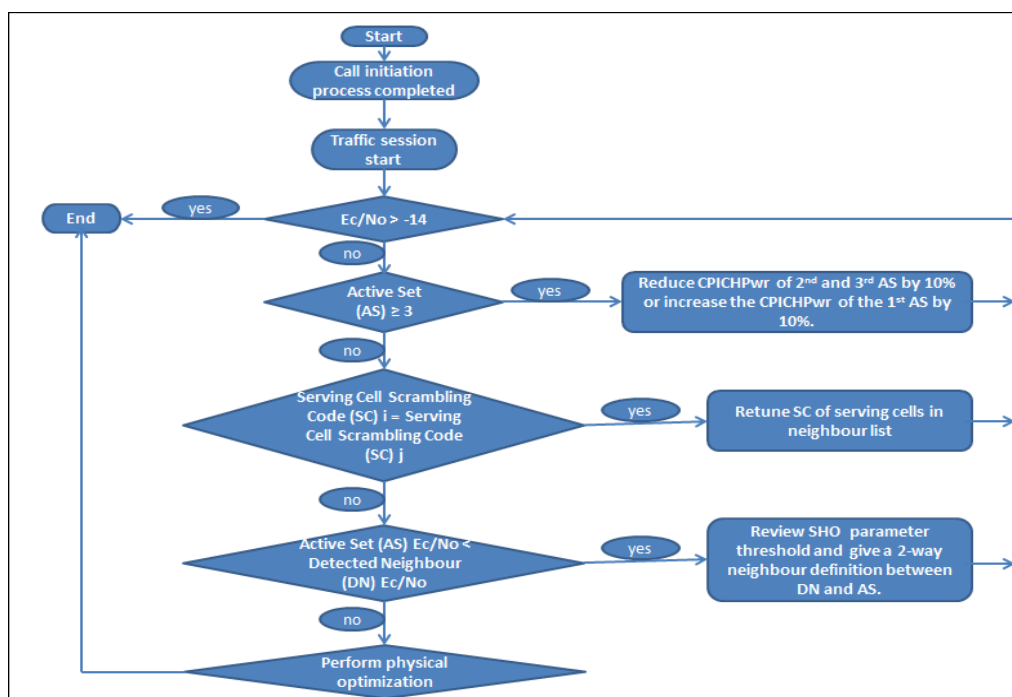 Start
Call initiation
process completed
Traffic session
start
End
yes
Ec/No > -14
no
Active Set
(AS) ≥ 3
yes
Reduce CPICHPwr of 2nd and 3rd AS by 10%
or increase the CPICHPwr of the 1st AS by
10%.
no
Serving Cell Scrambling
Code (SC) i = Serving
Cell Scrambling Code
(SC) j
yes
Retune SC of serving cells in
neighbour list
no
Active Set (AS) Ec/No <
Detected Neighbour
(DN) Ec/No
yes
Review SHO parameter
threshold and give a 2-way
neighbour definition between
DN and AS.
no
Perform physical
optimization